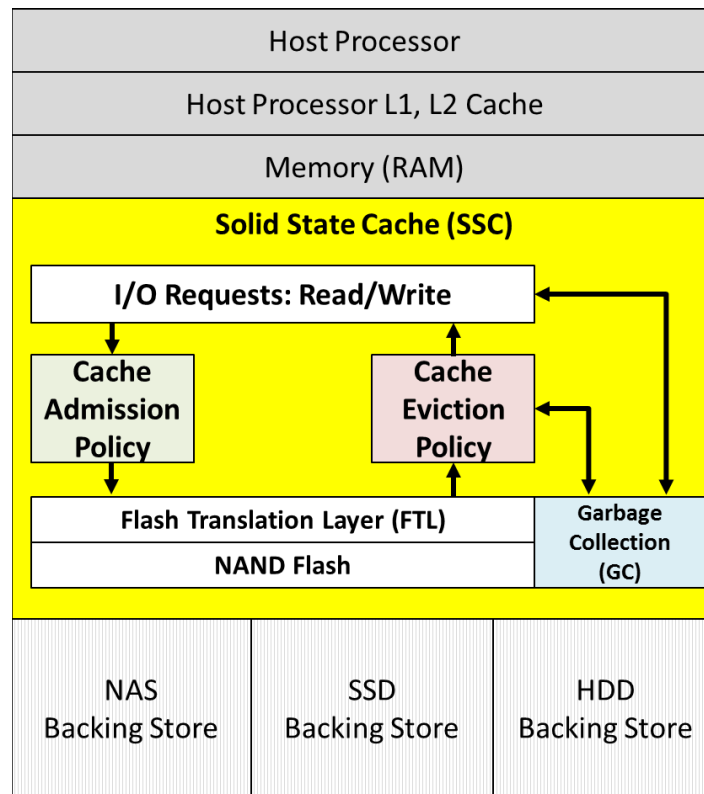 Host Processor
Host Processor L1, L2 Cache
Memory (RAM)
Solid State Cache (SSC)
I/O Requests: Read/Write
Cache
Admission
Policy
Cache
Eviction
Policy
Flash Translation Layer (FTL)
NAND Flash
Garbage
Collection
(GC)
NAS
Backing Store
SSD
Backing Store
HDD
Backing Store